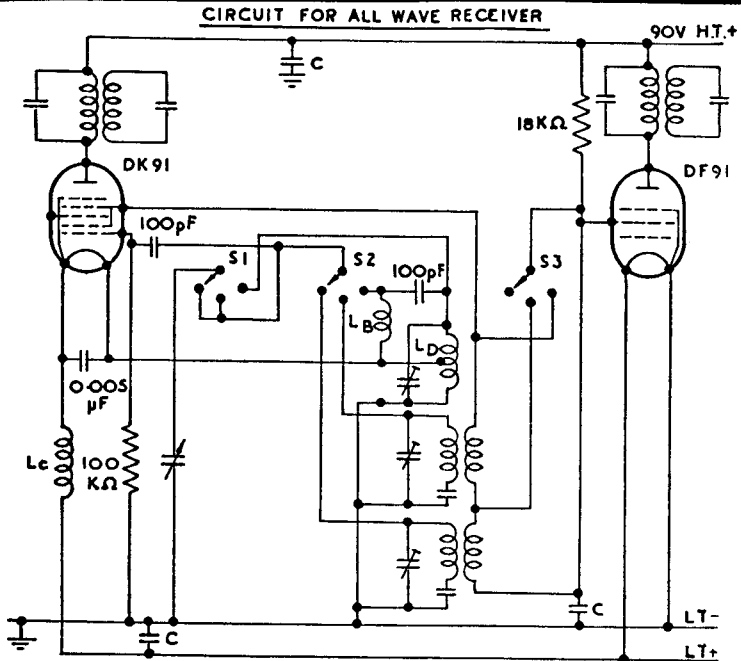 CIRCUIT FOR ALL WAVE RECEIVER
90V H.T.+
C
18KΩ
DK91
DF91
100pF
S1
S2
100pF
S3
LB
LD
0.005
μF
Lc
100
KΩ
C
C
LT-
LT+